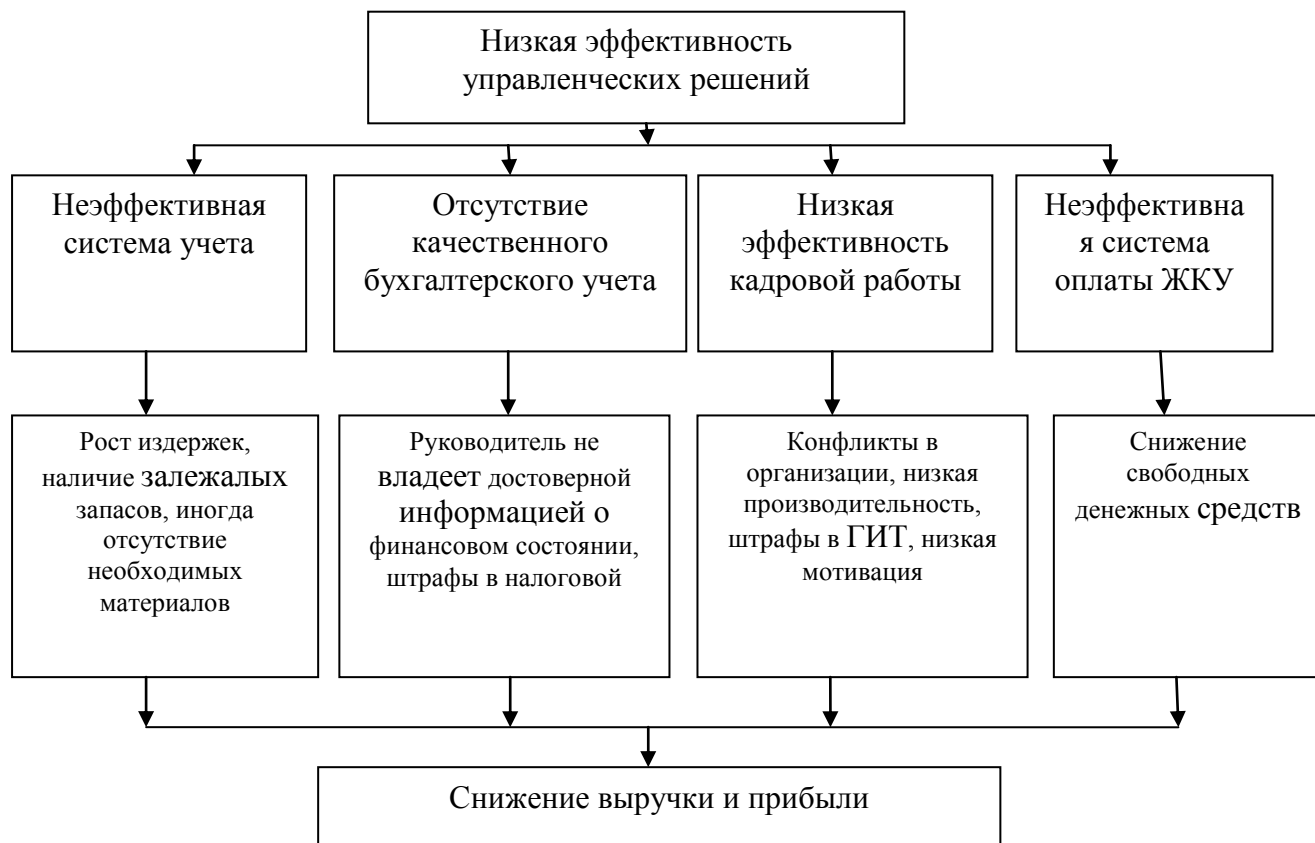 Низкая эффективность
управленческих решений
Неэффективная
система учета
Отсутствие
качественного
бухгалтерского учета
Низкая
эффективность
кадровой работы
Неэффективна
я система
оплаты ЖКУ
Рост издержек,
наличие залежалых
запасов, иногда
отсутствие
необходимых
материалов
Руководитель не
владеет достоверной
информацией о
финансовом состоянии,
штрафы в налоговой
Конфликты в
организации, низкая
производительность,
штрафы в ГИТ, низкая
мотивация
Снижение
свободных
денежных средств
Снижение выручки и прибыли